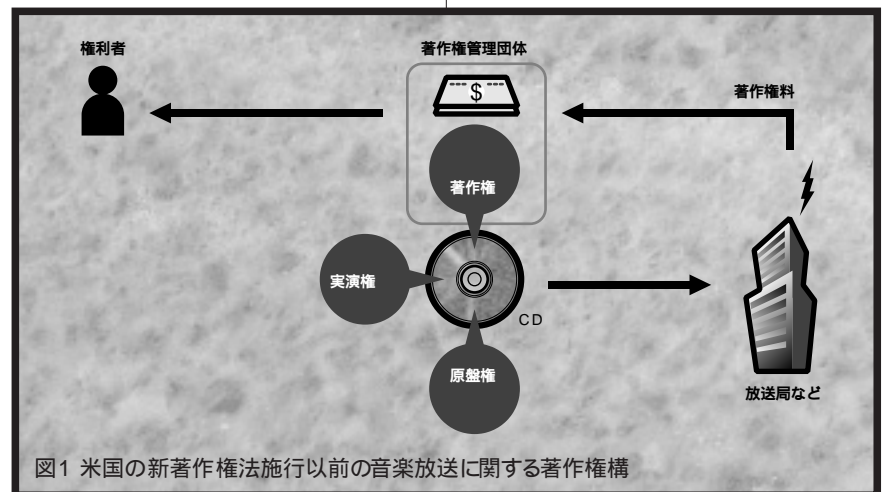 権利者
著作権管理団体
$
著作権料
著作権
実演権
CD
原盤権
放送局など
図1 米国の新著作権法施行以前の音楽放送に関する著作権構